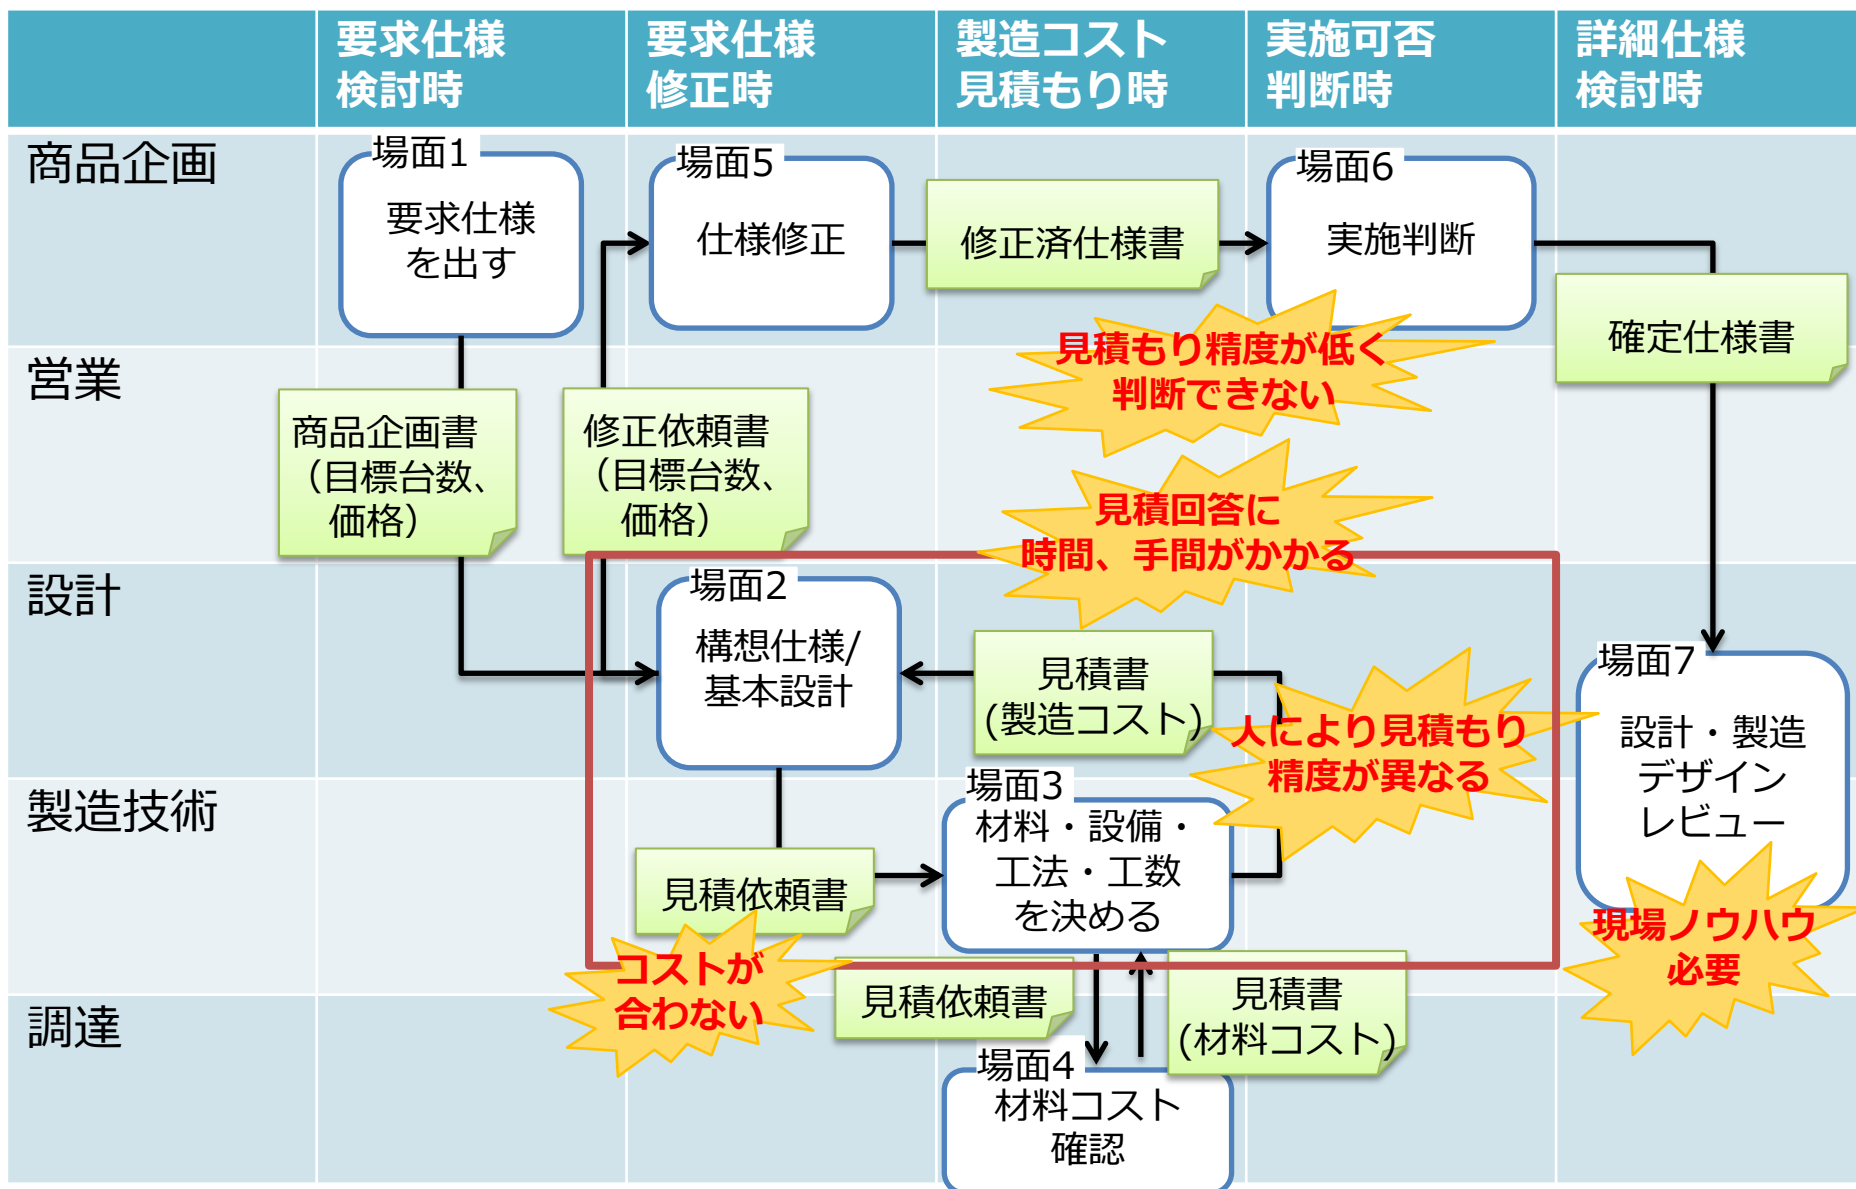 要求仕様
検討時
要求仕様
修正時
製造コスト
見積もり時
実施可否
判断時
詳細仕様
検討時
商品企画
場面1
要求仕様
を出す
場面5
仕様修正
修正済仕様書
場面6
実施判断
確定仕様書
見積もり精度が低く
判断できない
営業
商品企画書
（目標台数、
価格）
修正依頼書
（目標台数、
価格）
見積回答に
時間、手間がかかる
設計
場面2
構想仕様/
基本設計
見積書
(製造コスト)
人により見積もり
精度が異なる
場面7
設計・製造
デザイン
レビュー
現場ノウハウ
必要
製造技術
見積依頼書
場面3
材料・設備・
工法・工数
を決める
コストが
合わない
見積依頼書
見積書
(材料コスト)
調達
場面4
材料コスト
確認